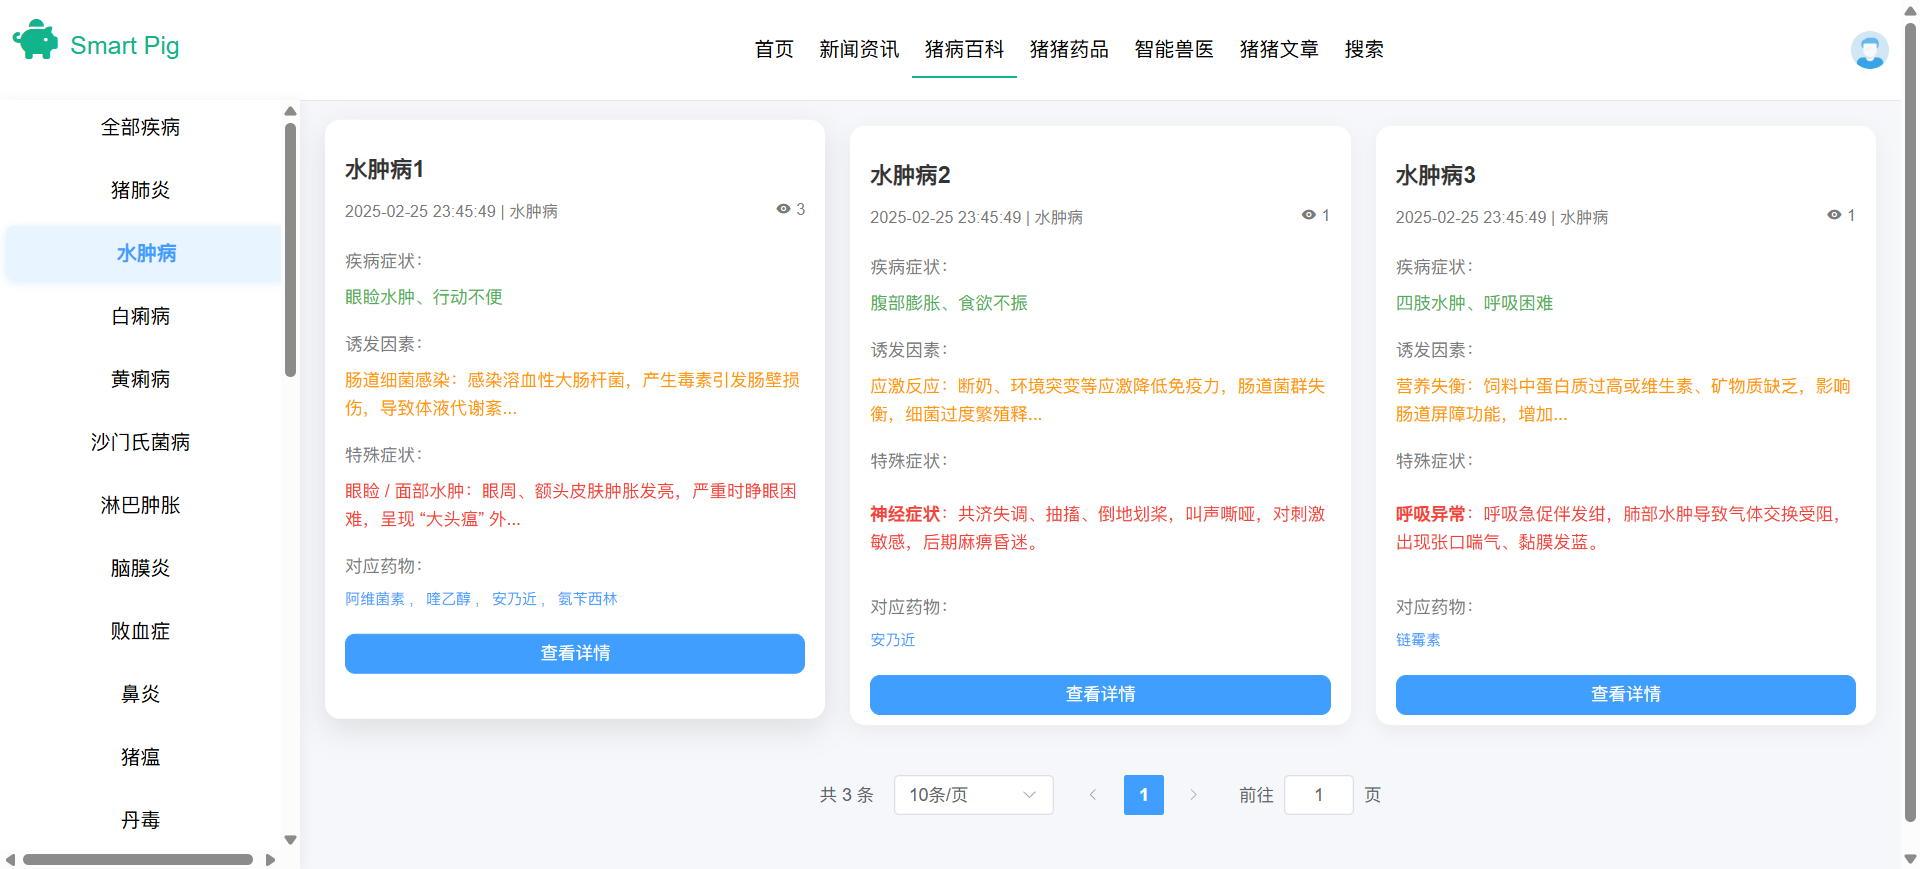 Smart Pig
首页 新闻资讯 猪病百科 猪猪药品 智能兽医 猪猪文章 搜索
全部疾病
猪肺炎
水肿病
白痢病
黄痢病
沙门氏菌病
淋巴肿胀
脑膜炎
败血症
鼻炎
猪瘟
丹毒
水肿病1
2025-02-25 23:45:49 | 水肿病 3
疾病症状：
眼睑水肿、行动不便
诱发因素：
肠道细菌感染：感染溶血性大肠杆菌，产生毒素引发肠壁损
伤，导致体液代谢紊...
特殊症状：
眼睑 / 面部水肿：眼周、额头皮肤肿胀发亮，严重时睁眼困
难，呈现 “大头瘟” 外...
对应药物：
阿维菌素， 喹乙醇， 安乃近， 氨苄西林
查看详情
水肿病2
2025-02-25 23:45:49 | 水肿病 1
疾病症状：
腹部膨胀、食欲不振
诱发因素：
应激反应：断奶、环境突变等应激降低免疫力，肠道菌群失
衡，细菌过度繁殖释...
特殊症状：
神经症状：共济失调、抽搐、倒地划桨，叫声嘶哑，对刺激
敏感，后期麻痹昏迷。
对应药物：
安乃近
查看详情
水肿病3
2025-02-25 23:45:49 | 水肿病 1
疾病症状：
四肢水肿、呼吸困难
诱发因素：
营养失衡：饲料中蛋白质过高或维生素、矿物质缺乏，影响
肠道屏障功能，增加...
特殊症状：
呼吸异常：呼吸急促伴发绀，肺部水肿导致气体交换受阻，
出现张口喘气、黏膜发蓝。
对应药物：
链霉素
查看详情
共 3 条 10条/页 1 前往 1 页